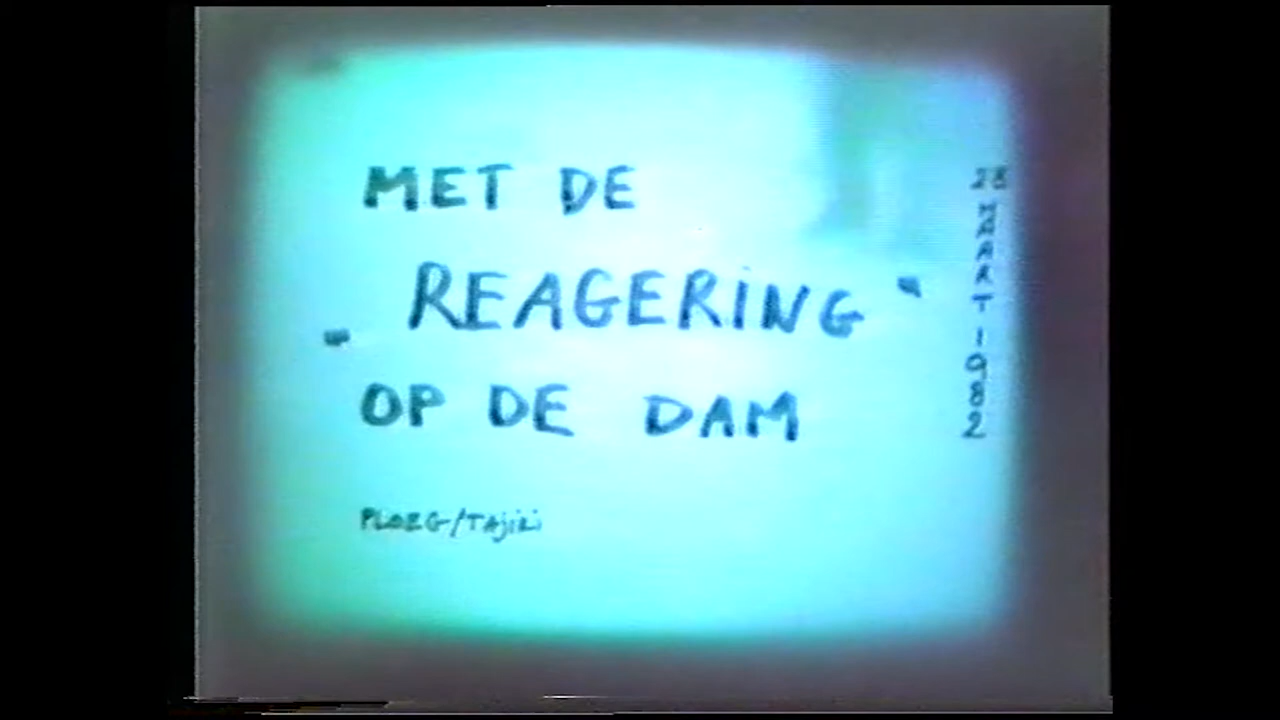 MET DE
„REAGERING"
OP DE DAM
PLOEG/TAJIRI
28 MAART 1982